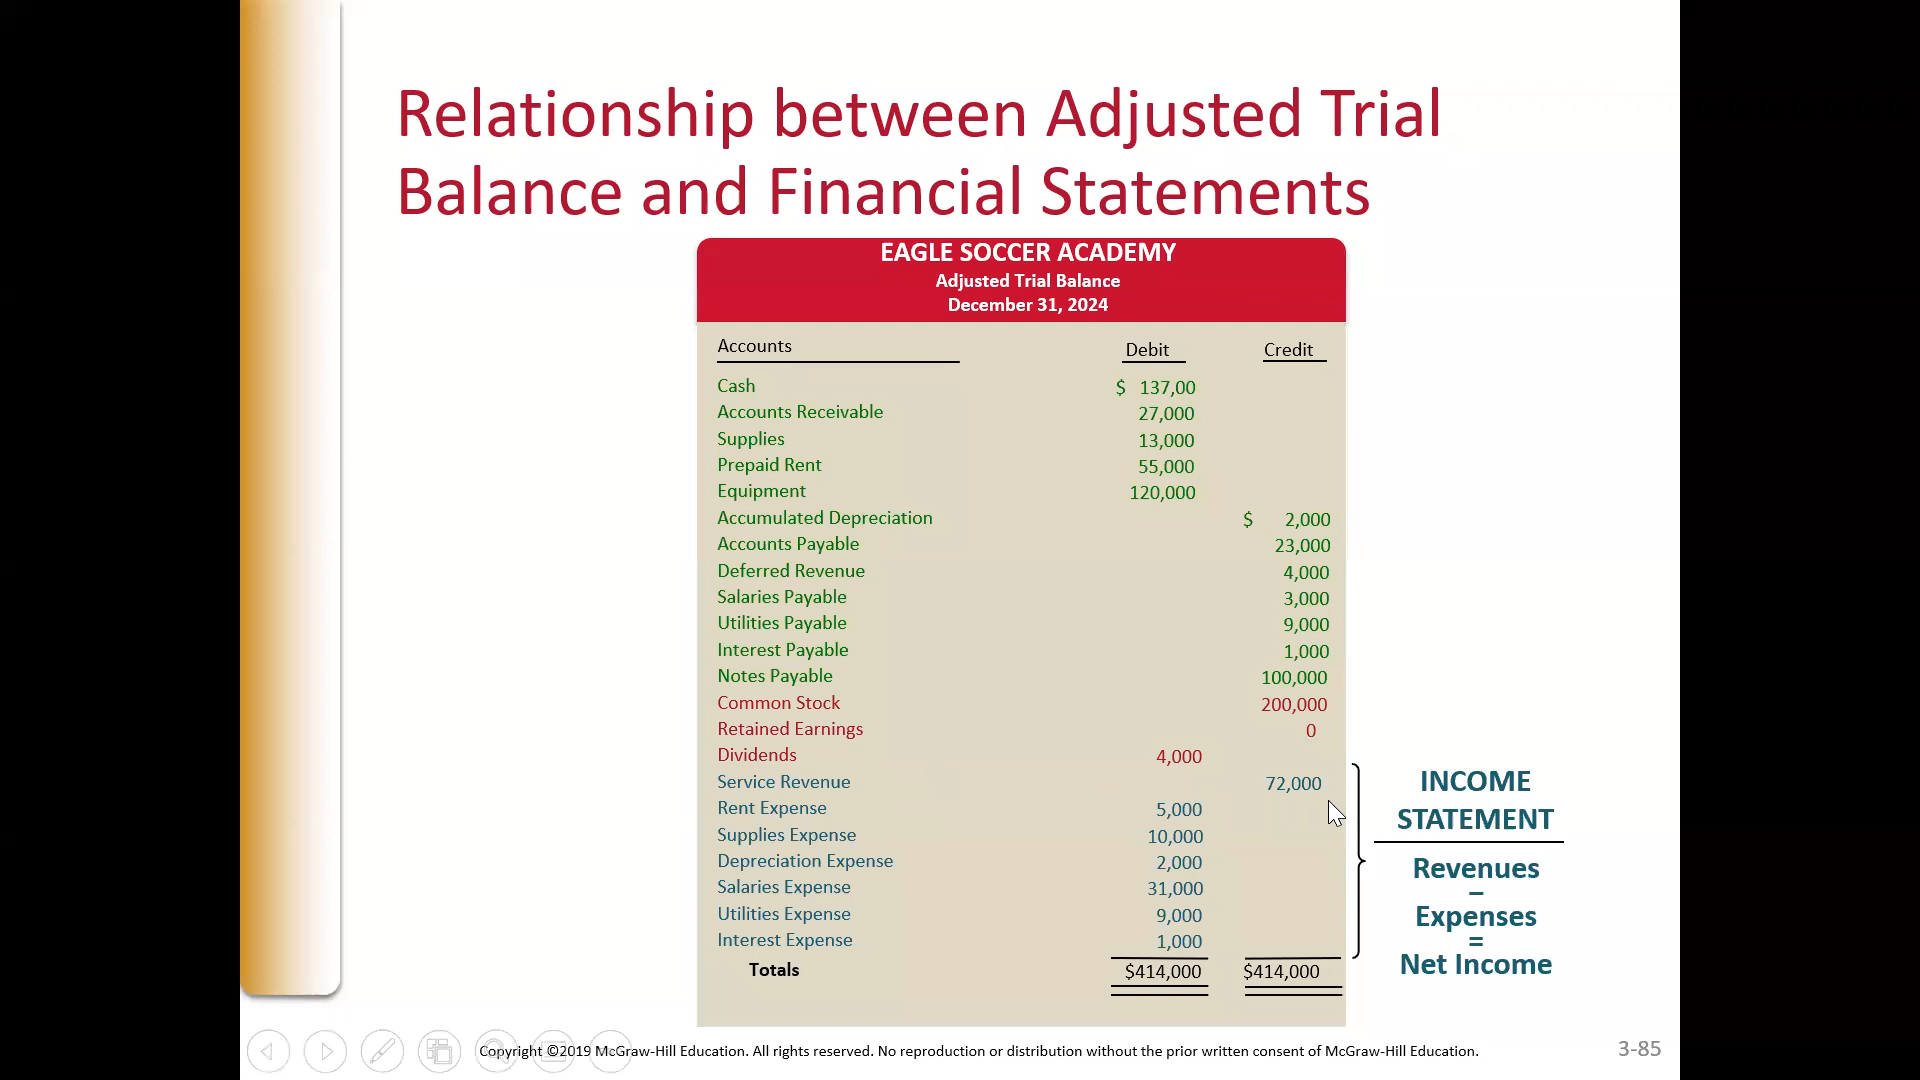 Relationship between Adjusted Trial
Balance and Financial Statements
EAGLE SOCCER ACADEMY
Adjusted Trial Balance
December 31, 2024
Accounts Debit Credit
Cash $ 137,00
Accounts Receivable 27,000
Supplies 13,000
Prepaid Rent 55,000
Equipment 120,000
Accumulated Depreciation $ 2,000
Accounts Payable 23,000
Deferred Revenue 4,000
Salaries Payable 3,000
Utilities Payable 9,000
Interest Payable 1,000
Notes Payable 100,000
Common Stock 200,000
Retained Earnings 0
Dividends 4,000
Service Revenue 72,000
Rent Expense 5,000
Supplies Expense 10,000
Depreciation Expense 2,000
Salaries Expense 31,000
Utilities Expense 9,000
Interest Expense 1,000
Totals $414,000 $414,000
INCOME
STATEMENT
Revenues
–
Expenses
=
Net Income
Copyright ©2019 McGraw-Hill Education. All rights reserved. No reproduction or distribution without the prior written consent of McGraw-Hill Education.
3-85